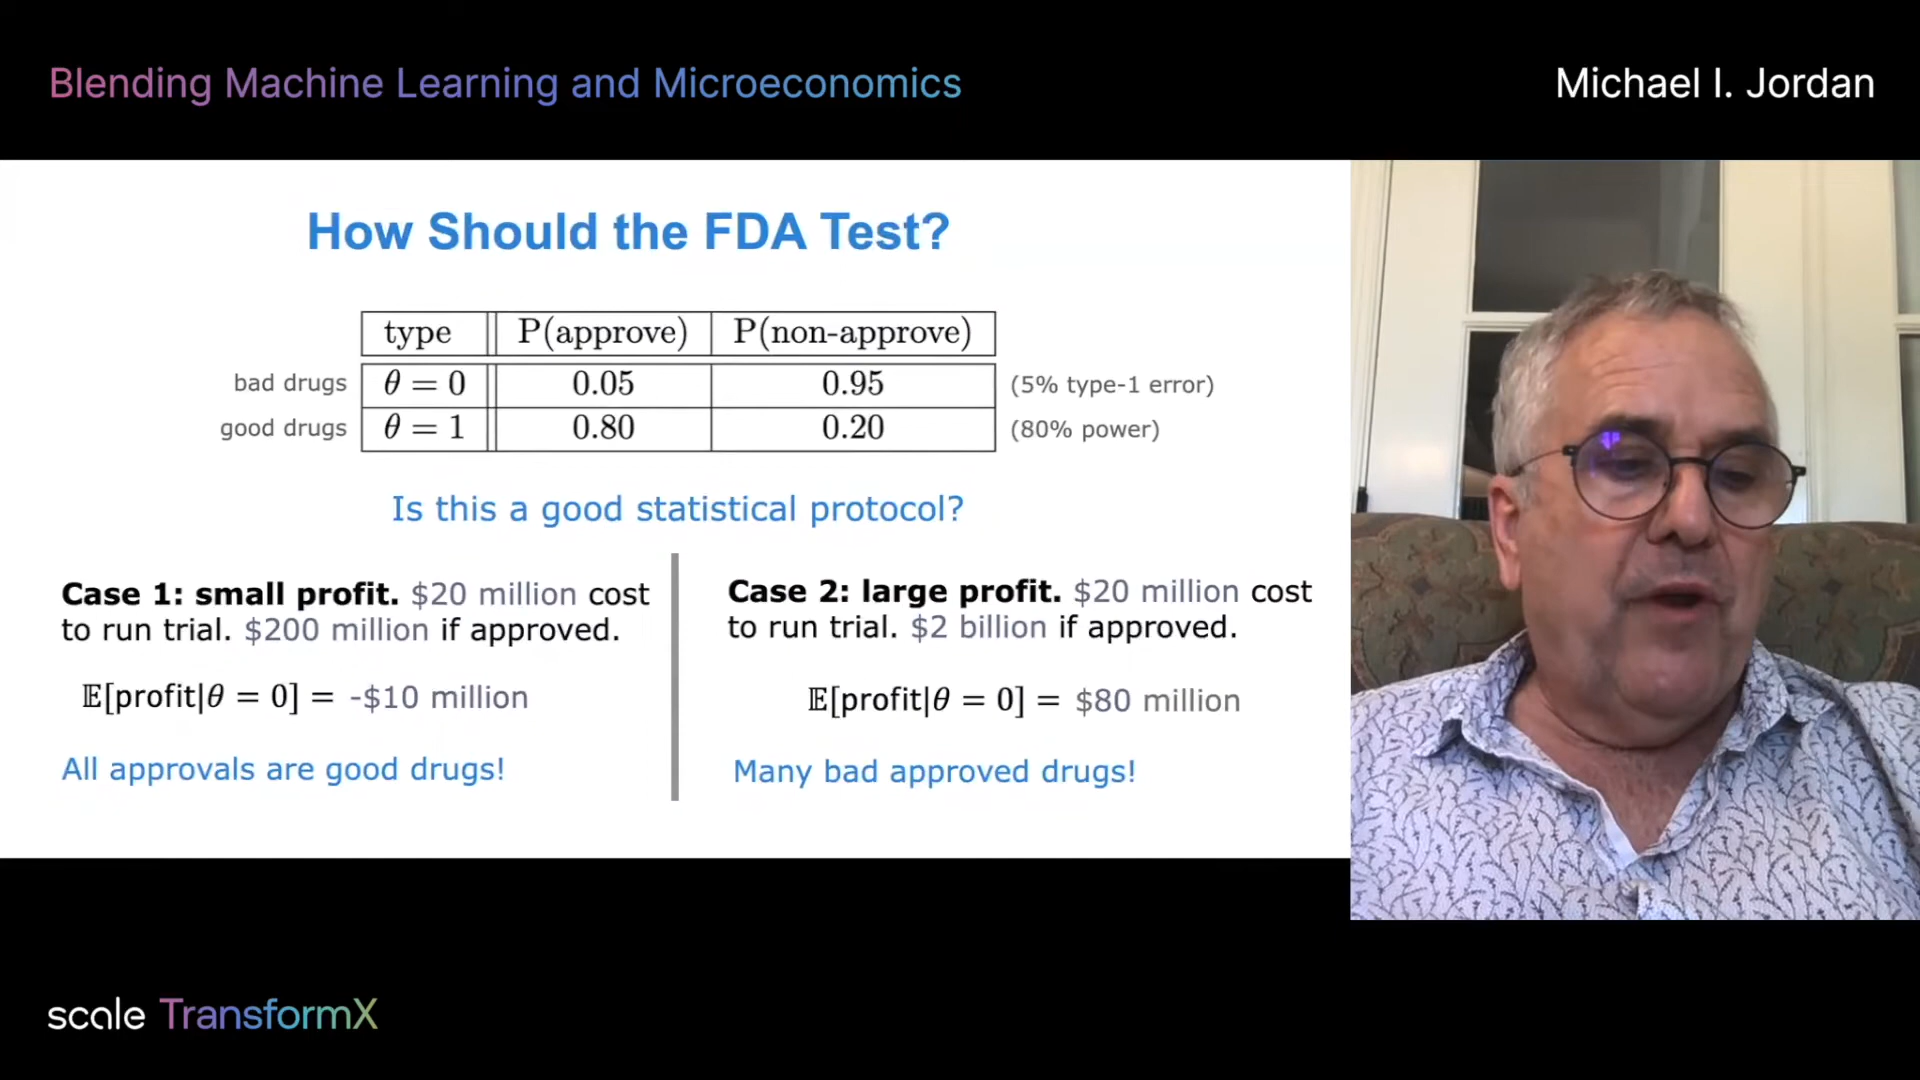 Blending Machine Learning and Microeconomics
Michael I. Jordan
How Should the FDA Test?
type P(approve) P(non-approve)
bad drugs θ = 0 0.05 0.95 (5% type-1 error)
good drugs θ = 1 0.80 0.20 (80% power)
Is this a good statistical protocol?
Case 1: small profit. $20 million cost
to run trial. $200 million if approved.
𝔼[profit|θ = 0] = -$10 million
All approvals are good drugs!
Case 2: large profit. $20 million cost
to run trial. $2 billion if approved.
𝔼[profit|θ = 0] = $80 million
Many bad approved drugs!
scale TransformX